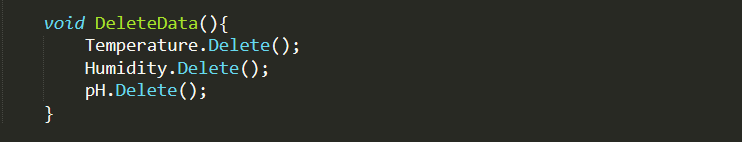 void DeleteData(){
Temperature.Delete();
Humidity.Delete();
pH.Delete();
}